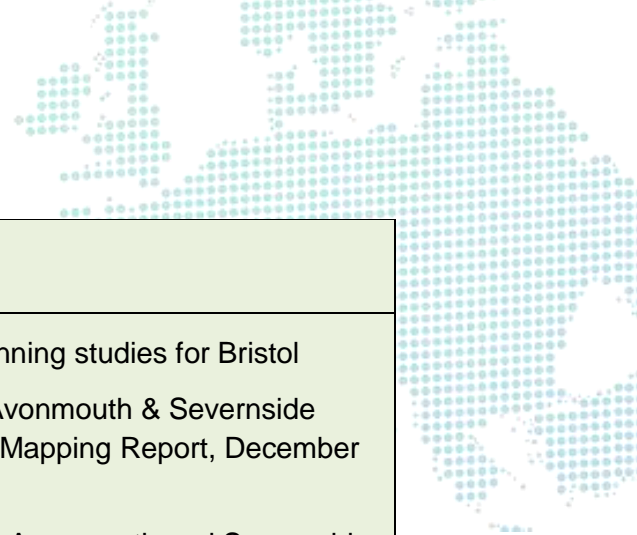 nning studies for Bristol
Avonmouth & Severnside
Mapping Report, December